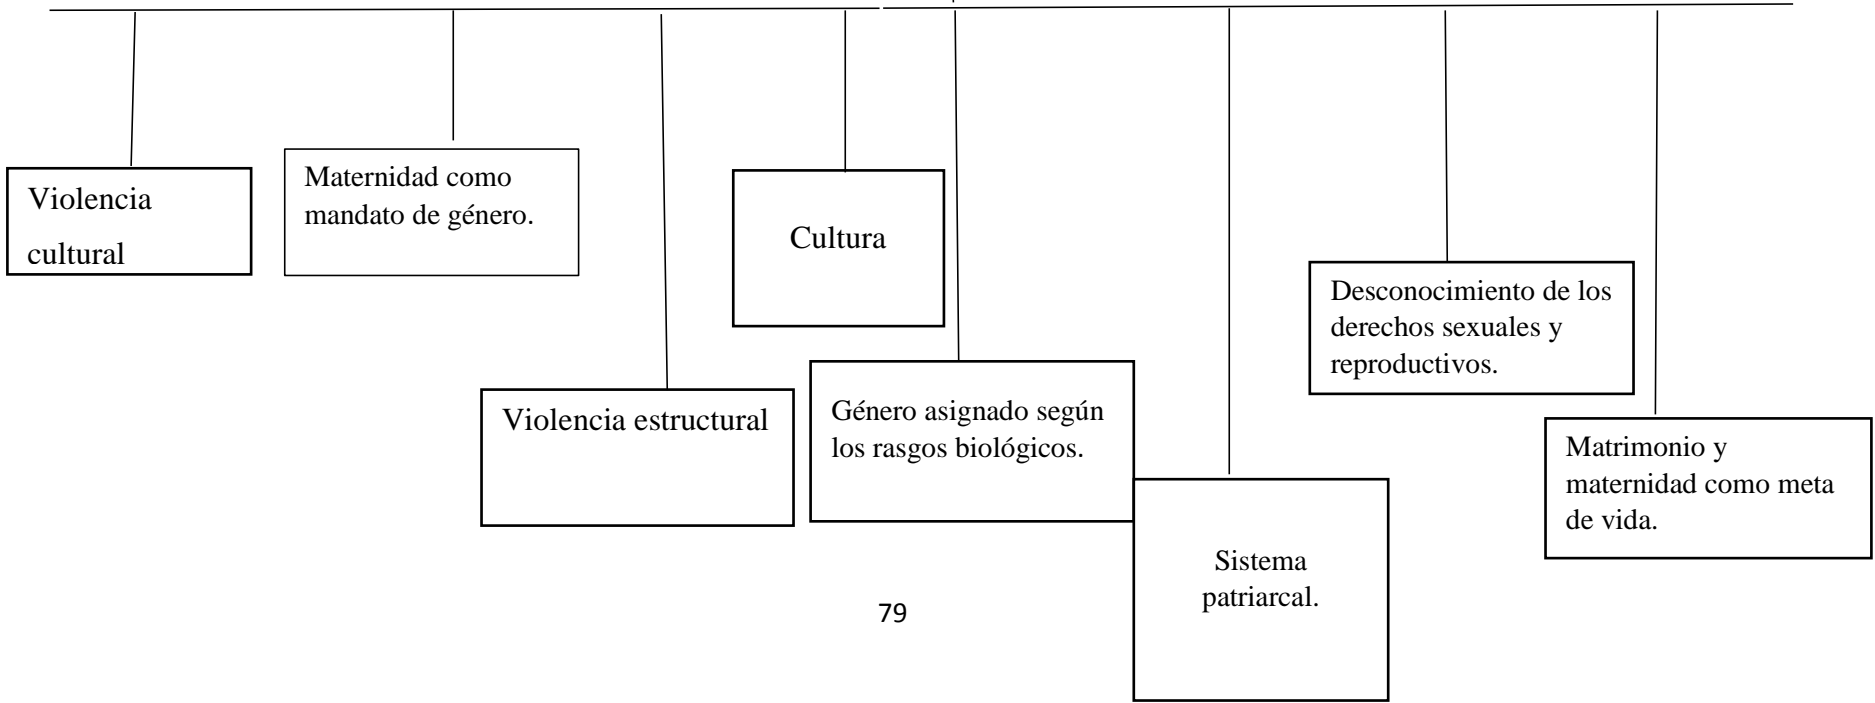 Violencia
cultural
Maternidad como
mandato de género.
Violencia estructural
Cultura
Género asignado según
los rasgos biológicos.
Sistema
patriarcal.
Desconocimiento de los
derechos sexuales y
reproductivos.
Matrimonio y
maternidad como meta
de vida.
79